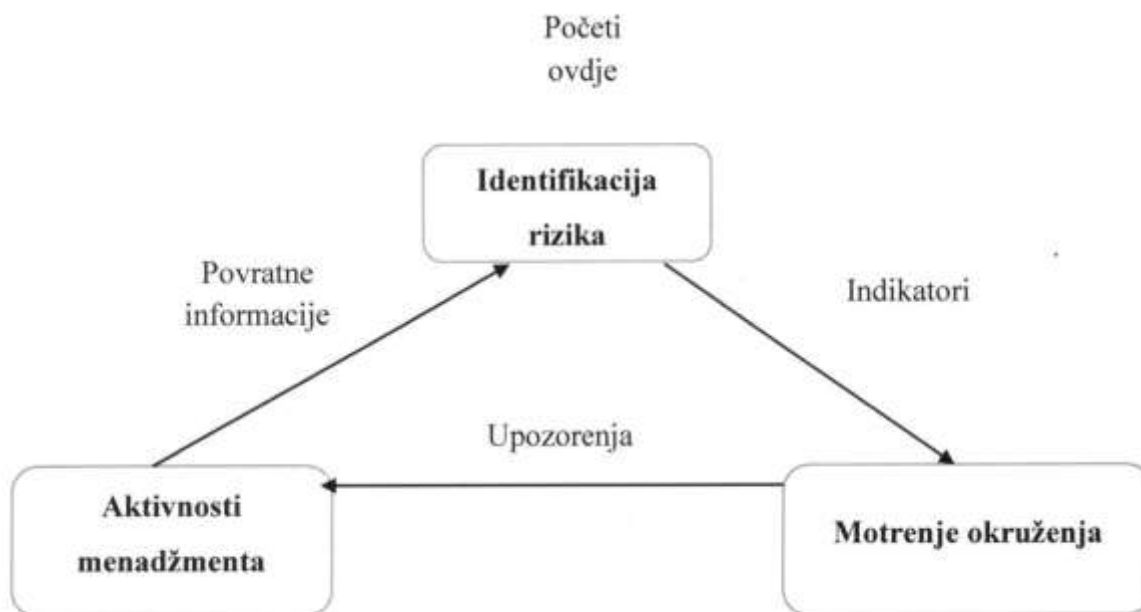 Početi
ovdje
Identifikacija
rizika
Povratne
informacije
Indikatori
Upozorenja
Aktivnosti
menadžmenta
Motrenje okruženja